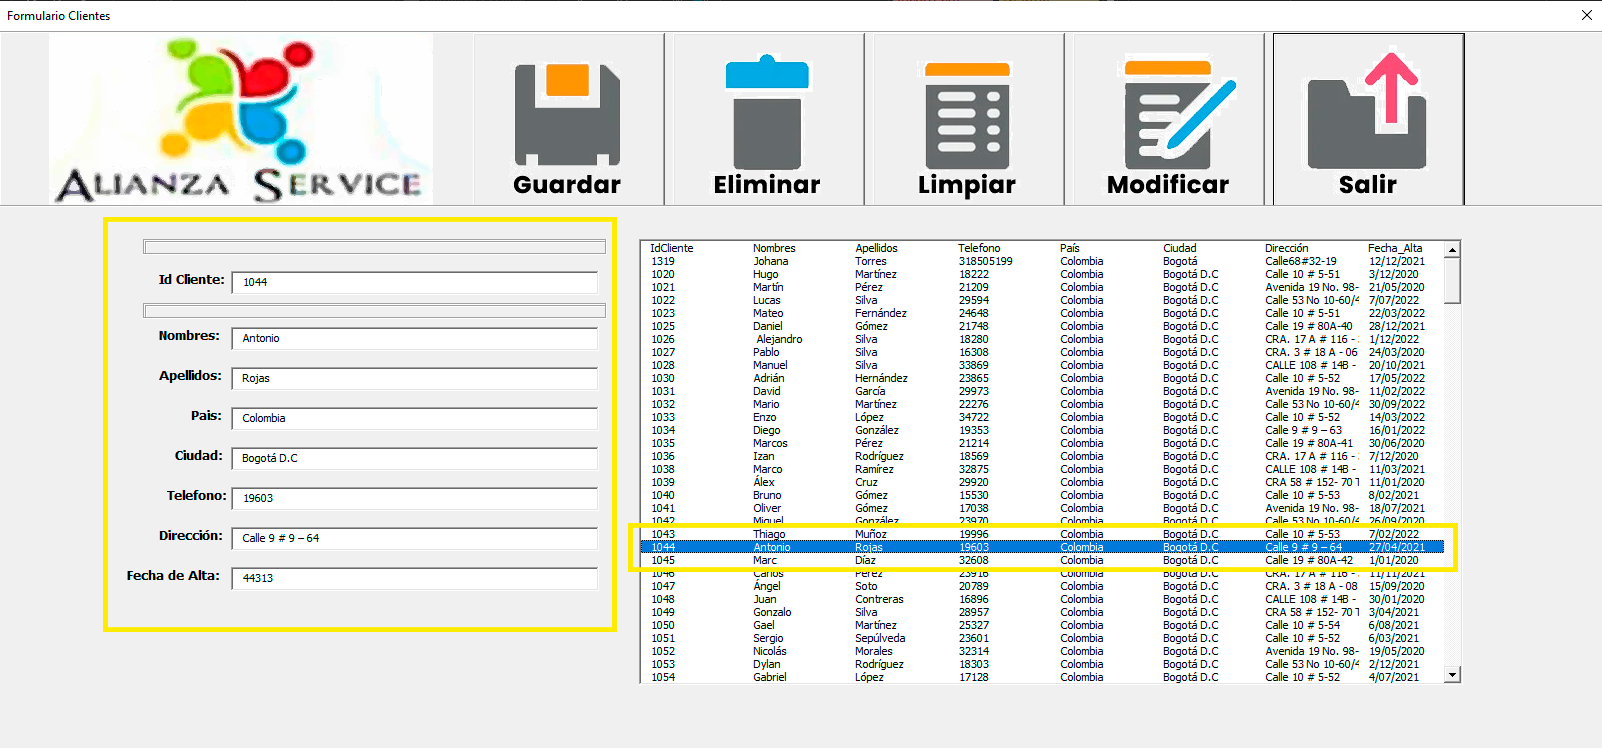 Formulario Clientes
ALIANZA SERVICE
Guardar
Eliminar
Limpiar
Modificar
Salir
Id Cliente: 1044
Nombres: Antonio
Apellidos: Rojas
Pais: Colombia
Ciudad: Bogotá D.C
Telefono: 19603
Dirección: Calle 9 # 9 – 64
Fecha de Alta: 44313
IdCliente Nombres Apellidos Telefono País Ciudad Dirección Fecha_Alta
1319 Johana Torres 318505199 Colombia Bogotá Calle68#32-19 12/12/2021
1020 Hugo Martínez 18222 Colombia Bogotá D.C Calle 10 # 5-51 3/12/2020
1021 Martín Pérez 21209 Colombia Bogotá D.C Avenida 19 No. 98- 21/05/2020
1022 Lucas Silva 29594 Colombia Bogotá D.C Calle 53 No 10-60/4 7/07/2022
1023 Mateo Fernández 24648 Colombia Bogotá D.C Calle 10 # 5-51 22/03/2022
1025 Daniel Gómez 21748 Colombia Bogotá D.C Calle 19 # 80A-40 28/12/2021
1026 Alejandro Silva 18280 Colombia Bogotá D.C CRA. 17 A # 116 - 1/12/2022
1027 Pablo Silva 16308 Colombia Bogotá D.C CRA. 3 # 18 A - 06 24/03/2020
1028 Manuel Silva 33869 Colombia Bogotá D.C CALLE 108 # 14B - 20/10/2021
1030 Adrián Hernández 23865 Colombia Bogotá D.C Calle 10 # 5-52 17/05/2022
1031 David García 29973 Colombia Bogotá D.C Avenida 19 No. 98- 11/02/2022
1032 Mario Martínez 22276 Colombia Bogotá D.C Calle 53 No 10-60/4 30/09/2022
1033 Enzo López 34722 Colombia Bogotá D.C Calle 10 # 5-52 14/03/2022
1034 Diego González 19353 Colombia Bogotá D.C Calle 9 # 9 – 63 16/01/2022
1035 Marcos Pérez 21214 Colombia Bogotá D.C Calle 19 # 80A-41 30/06/2020
1036 Izan Rodríguez 18569 Colombia Bogotá D.C CRA. 17 A # 116 - 7/12/2020
1038 Marco Ramírez 32875 Colombia Bogotá D.C CALLE 108 # 14B - 11/03/2021
1039 Álex Cruz 29920 Colombia Bogotá D.C CRA 58 # 152- 70 T 11/01/2020
1040 Bruno Gómez 15530 Colombia Bogotá D.C Calle 10 # 5-53 8/02/2021
1041 Oliver Gómez 17038 Colombia Bogotá D.C Avenida 19 No. 98- 18/07/2021
1042 Miguel González 23970 Colombia Bogotá D.C Calle 53 No 10-60/4 26/09/2020
1043 Thiago Muñoz 19996 Colombia Bogotá D.C Calle 10 # 5-53 7/02/2022
1044 Antonio Rojas 19603 Colombia Bogotá D.C Calle 9 # 9 – 64 27/04/2021
1045 Marc Díaz 32608 Colombia Bogotá D.C Calle 19 # 80A-42 1/01/2020
1046 Carlos Pérez 23916 Colombia Bogotá D.C CRA. 17 A # 116 - 11/11/2021
1047 Ángel Soto 20789 Colombia Bogotá D.C CRA. 3 # 18 A - 08 15/09/2020
1048 Juan Contreras 16896 Colombia Bogotá D.C CALLE 108 # 14B - 30/01/2020
1049 Gonzalo Silva 28957 Colombia Bogotá D.C CRA 58 # 152- 70 T 3/04/2021
1050 Gael Martínez 25327 Colombia Bogotá D.C Calle 10 # 5-54 6/08/2021
1051 Sergio Sepúlveda 23601 Colombia Bogotá D.C Calle 10 # 5-52 6/03/2021
1052 Nicolás Morales 32314 Colombia Bogotá D.C Avenida 19 No. 98- 19/05/2020
1053 Dylan Rodríguez 18303 Colombia Bogotá D.C Calle 53 No 10-60/4 2/12/2021
1054 Gabriel López 17128 Colombia Bogotá D.C Calle 10 # 5-52 4/07/2021